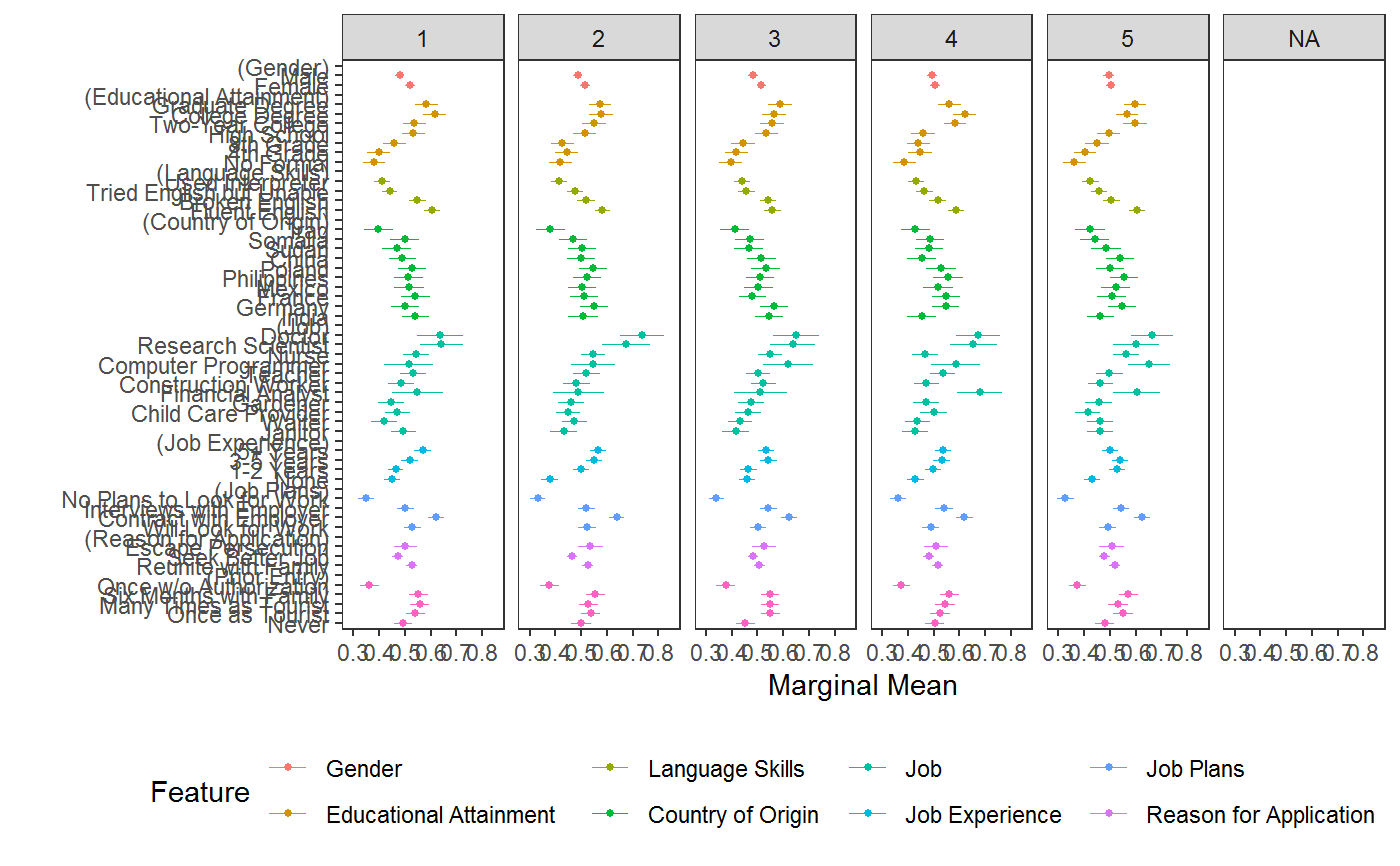 1 2 3 4 5 NA
(Gender)
Male
Female
(Educational Attainment)
Graduate Degree
College Degree
Two-Year College
High School
8th Grade
4th Grade
No Formal
(Language Skills)
Used Interpreter
Tried English but Unable
Broken English
Fluent English
(Country of Origin)
Iraq
Somalia
Sudan
China
Poland
Philippines
Mexico
France
Germany
India
(Job)
Doctor
Research Scientist
Nurse
Computer Programmer
Teacher
Construction Worker
Financial Analyst
Gardener
Child Care Provider
Waiter
Janitor
(Job Experience)
5+ Years
3-5 Years
1-2 Years
None
(Job Plans)
No Plans to Look for Work
Interviews with Employer
Contract with Employer
Will Look for Work
(Reason for Application)
Escape Persecution
Seek Better Job
Reunite with Family
(Prior Entry)
Once w/o Authorization
Six Months with Family
Many Times as Tourist
Once as Tourist
Never
0.3 0.4 0.5 0.6 0.7 0.8 0.3 0.4 0.5 0.6 0.7 0.8 0.3 0.4 0.5 0.6 0.7 0.8 0.3 0.4 0.5 0.6 0.7 0.8 0.3 0.4 0.5 0.6 0.7 0.8 0.3 0.4 0.5 0.6 0.7 0.8
Marginal Mean
Feature
Gender Language Skills Job Job Plans
Educational Attainment Country of Origin Job Experience Reason for Application